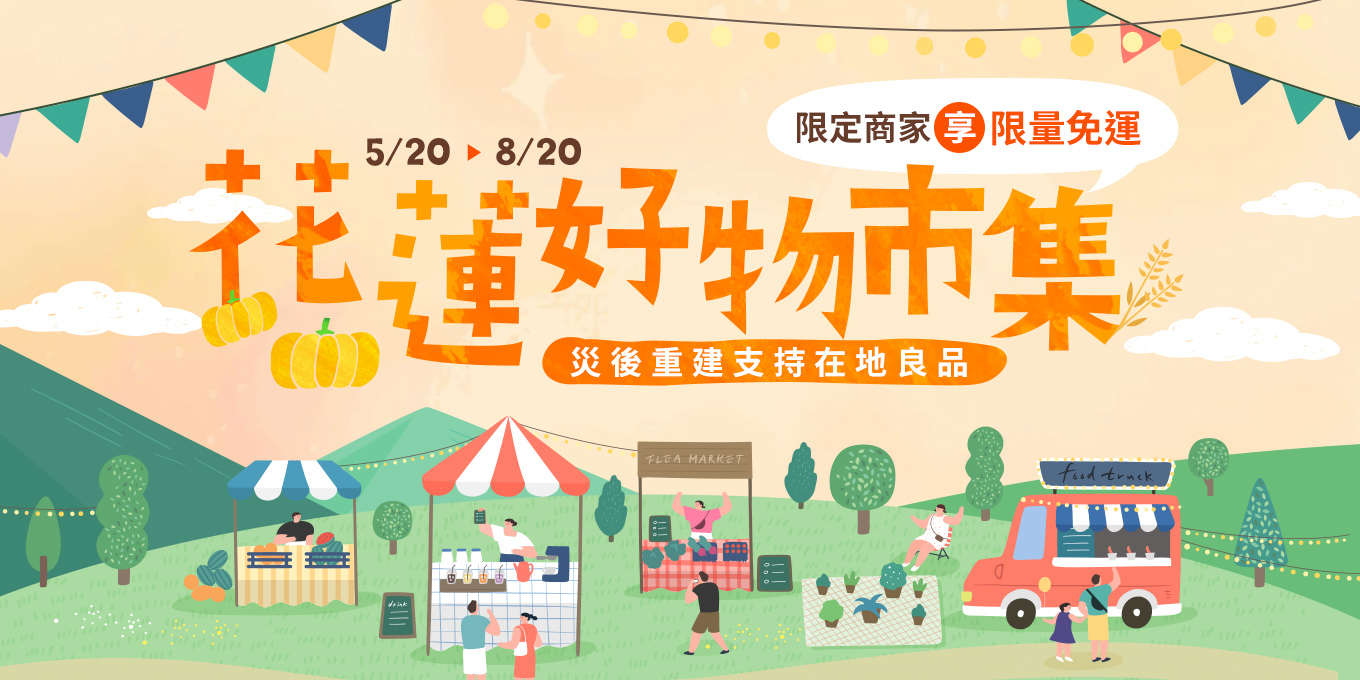 限定商家享限量免運
5/20 ▶ 8/20
花蓮好物市集
災後重建支持在地良品
FLEA MARKET
food truck
drink